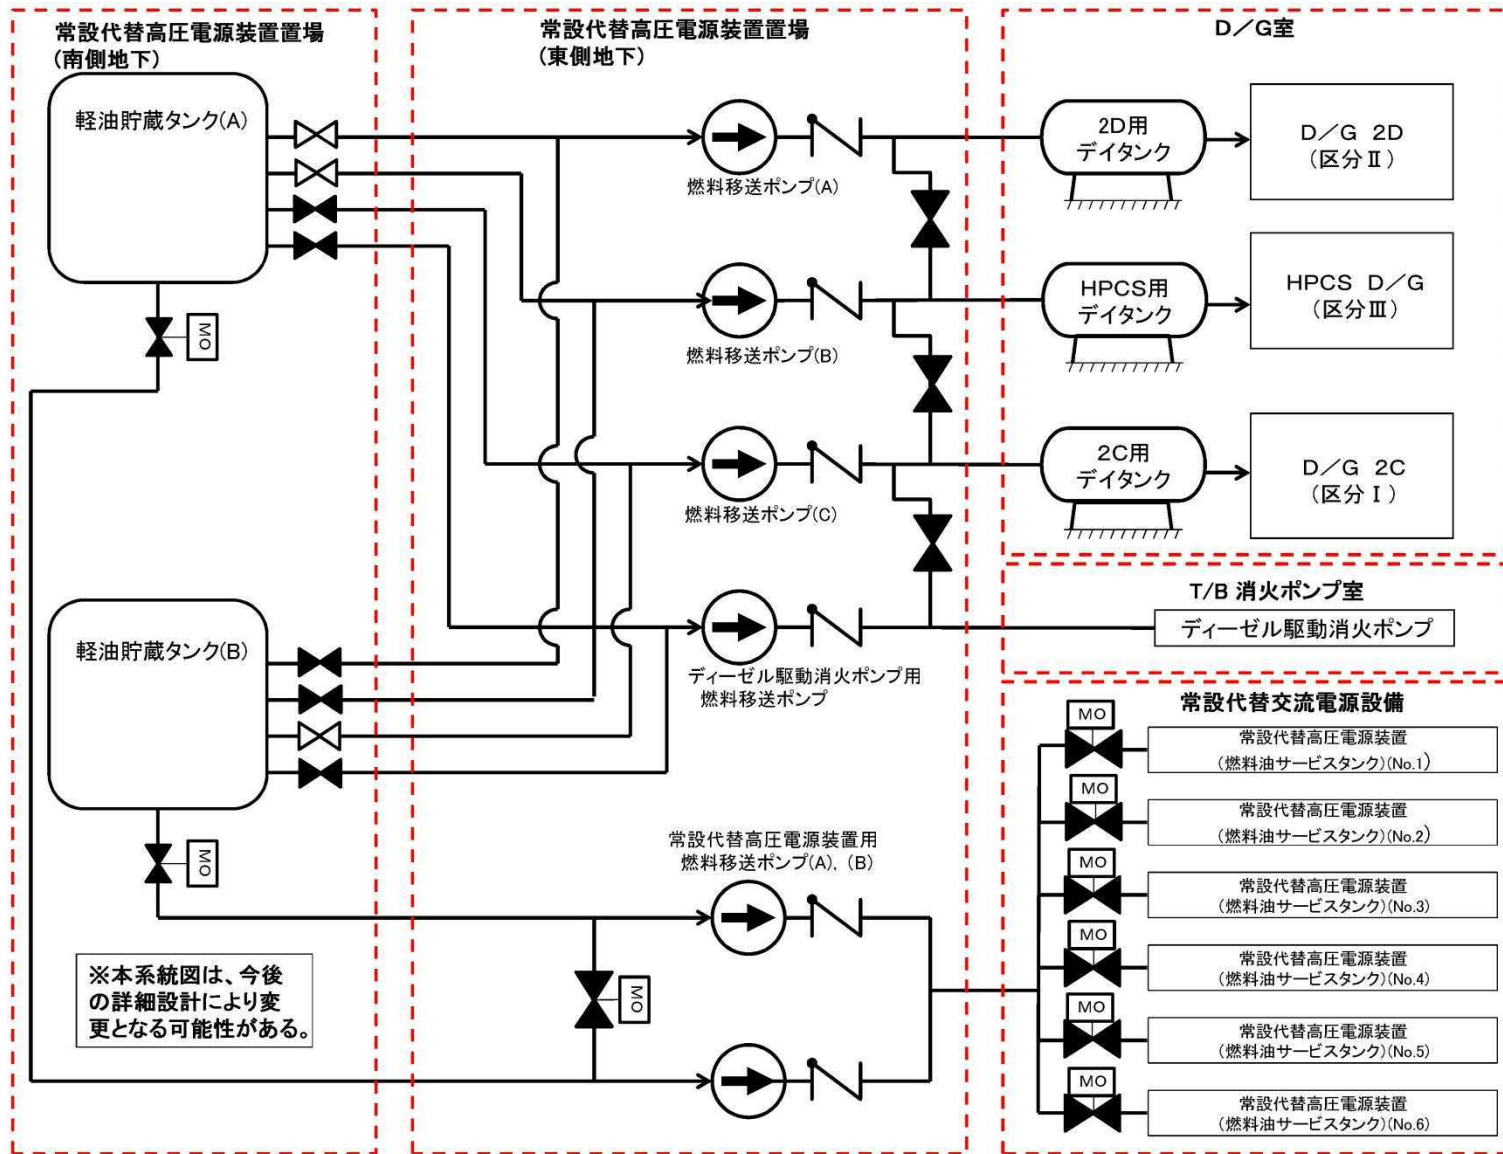 常設代替高圧電源装置置場
(南側地下)
軽油貯蔵タンク(A)
MO
軽油貯蔵タンク(B)
MO
※本系統図は、今後
の詳細設計により変
更となる可能性がある。
常設代替高圧電源装置置場
(東側地下)
燃料移送ポンプ(A)
燃料移送ポンプ(B)
燃料移送ポンプ(C)
ディーゼル駆動消火ポンプ用
燃料移送ポンプ
常設代替高圧電源装置用
燃料移送ポンプ(A)，(B)
MO
D／G室
2D用
デイタンク
D／G 2D
(区分Ⅱ)
HPCS用
デイタンク
HPCS D／G
(区分Ⅲ)
2C用
デイタンク
D／G 2C
(区分Ⅰ)
T/B 消火ポンプ室
ディーゼル駆動消火ポンプ
常設代替交流電源設備
MO
常設代替高圧電源装置
(燃料油サービスタンク)(No.1)
MO
常設代替高圧電源装置
(燃料油サービスタンク)(No.2)
MO
常設代替高圧電源装置
(燃料油サービスタンク)(No.3)
MO
常設代替高圧電源装置
(燃料油サービスタンク)(No.4)
MO
常設代替高圧電源装置
(燃料油サービスタンク)(No.5)
MO
常設代替高圧電源装置
(燃料油サービスタンク)(No.6)